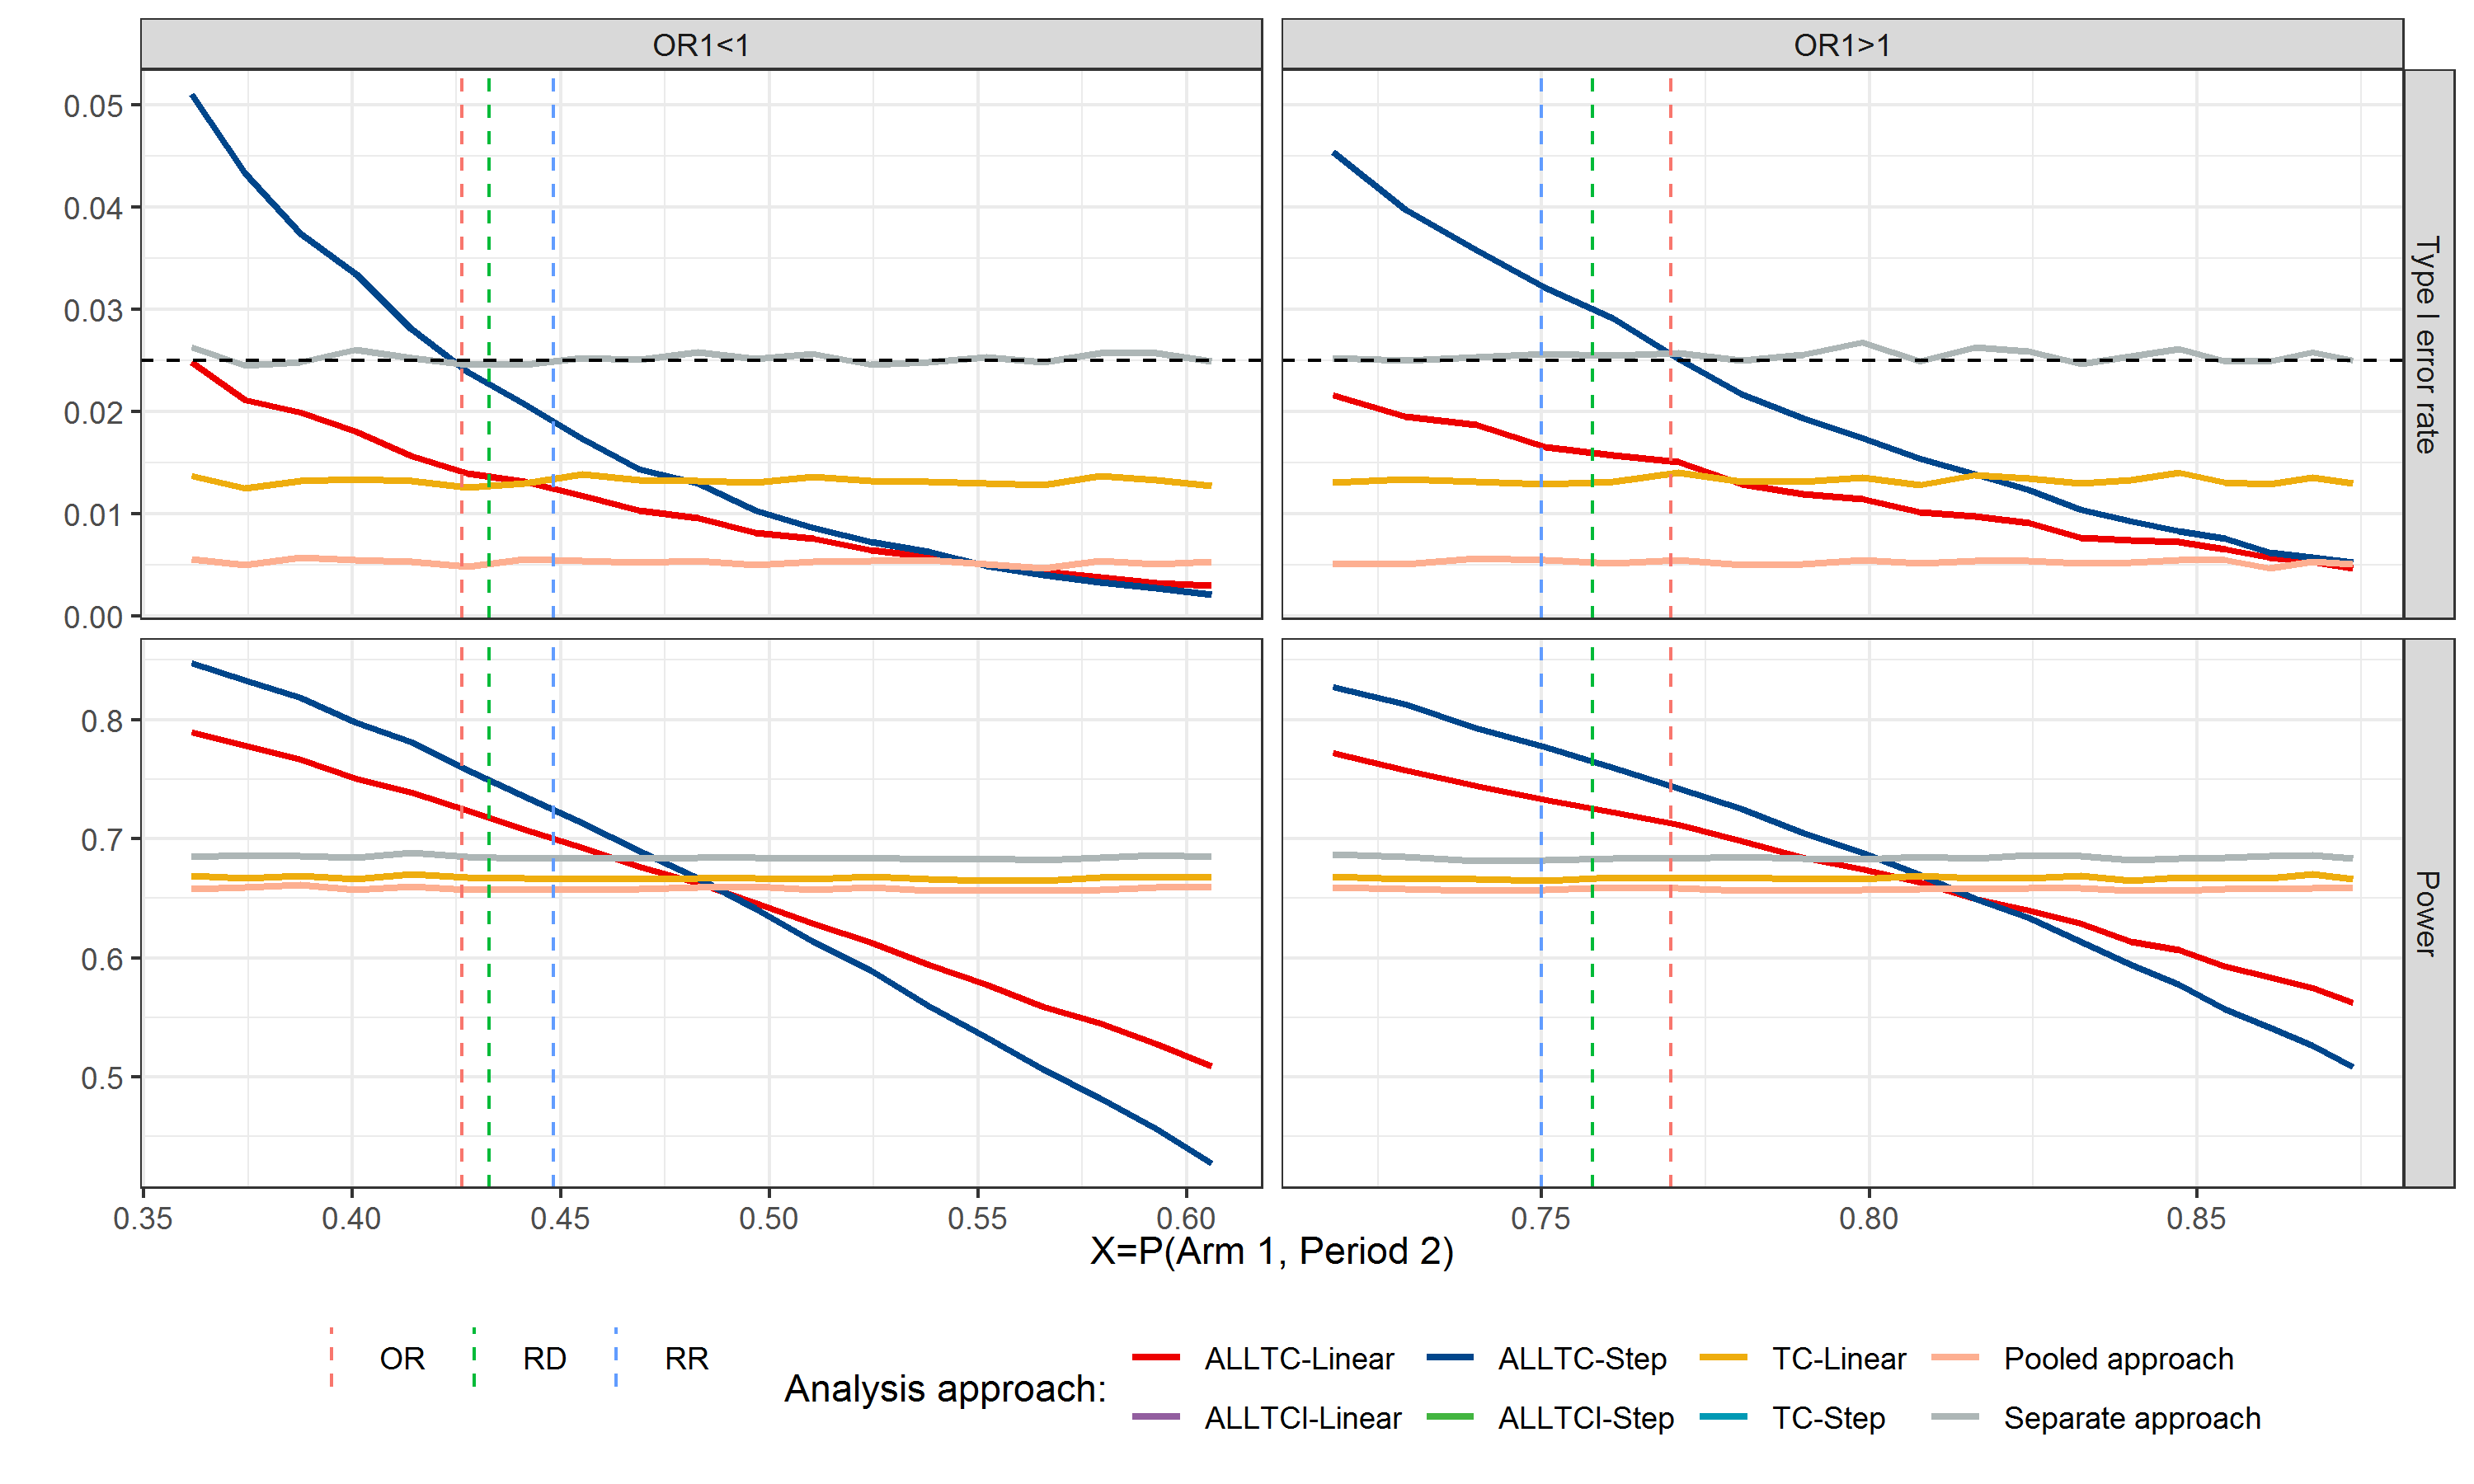 OR1<1
OR1>1
0.05
0.04
0.03
0.02
0.01
0.00
Type I error rate
0.8
0.7
0.6
0.5
Power
0.35 0.40 0.45 0.50 0.55 0.60 0.75 0.80 0.85
X=P(Arm 1, Period 2)
OR RD RR
Analysis approach:
ALLTC-Linear ALLTC-Step TC-Linear Pooled approach
ALLTCI-Linear ALLTCI-Step TC-Step Separate approach